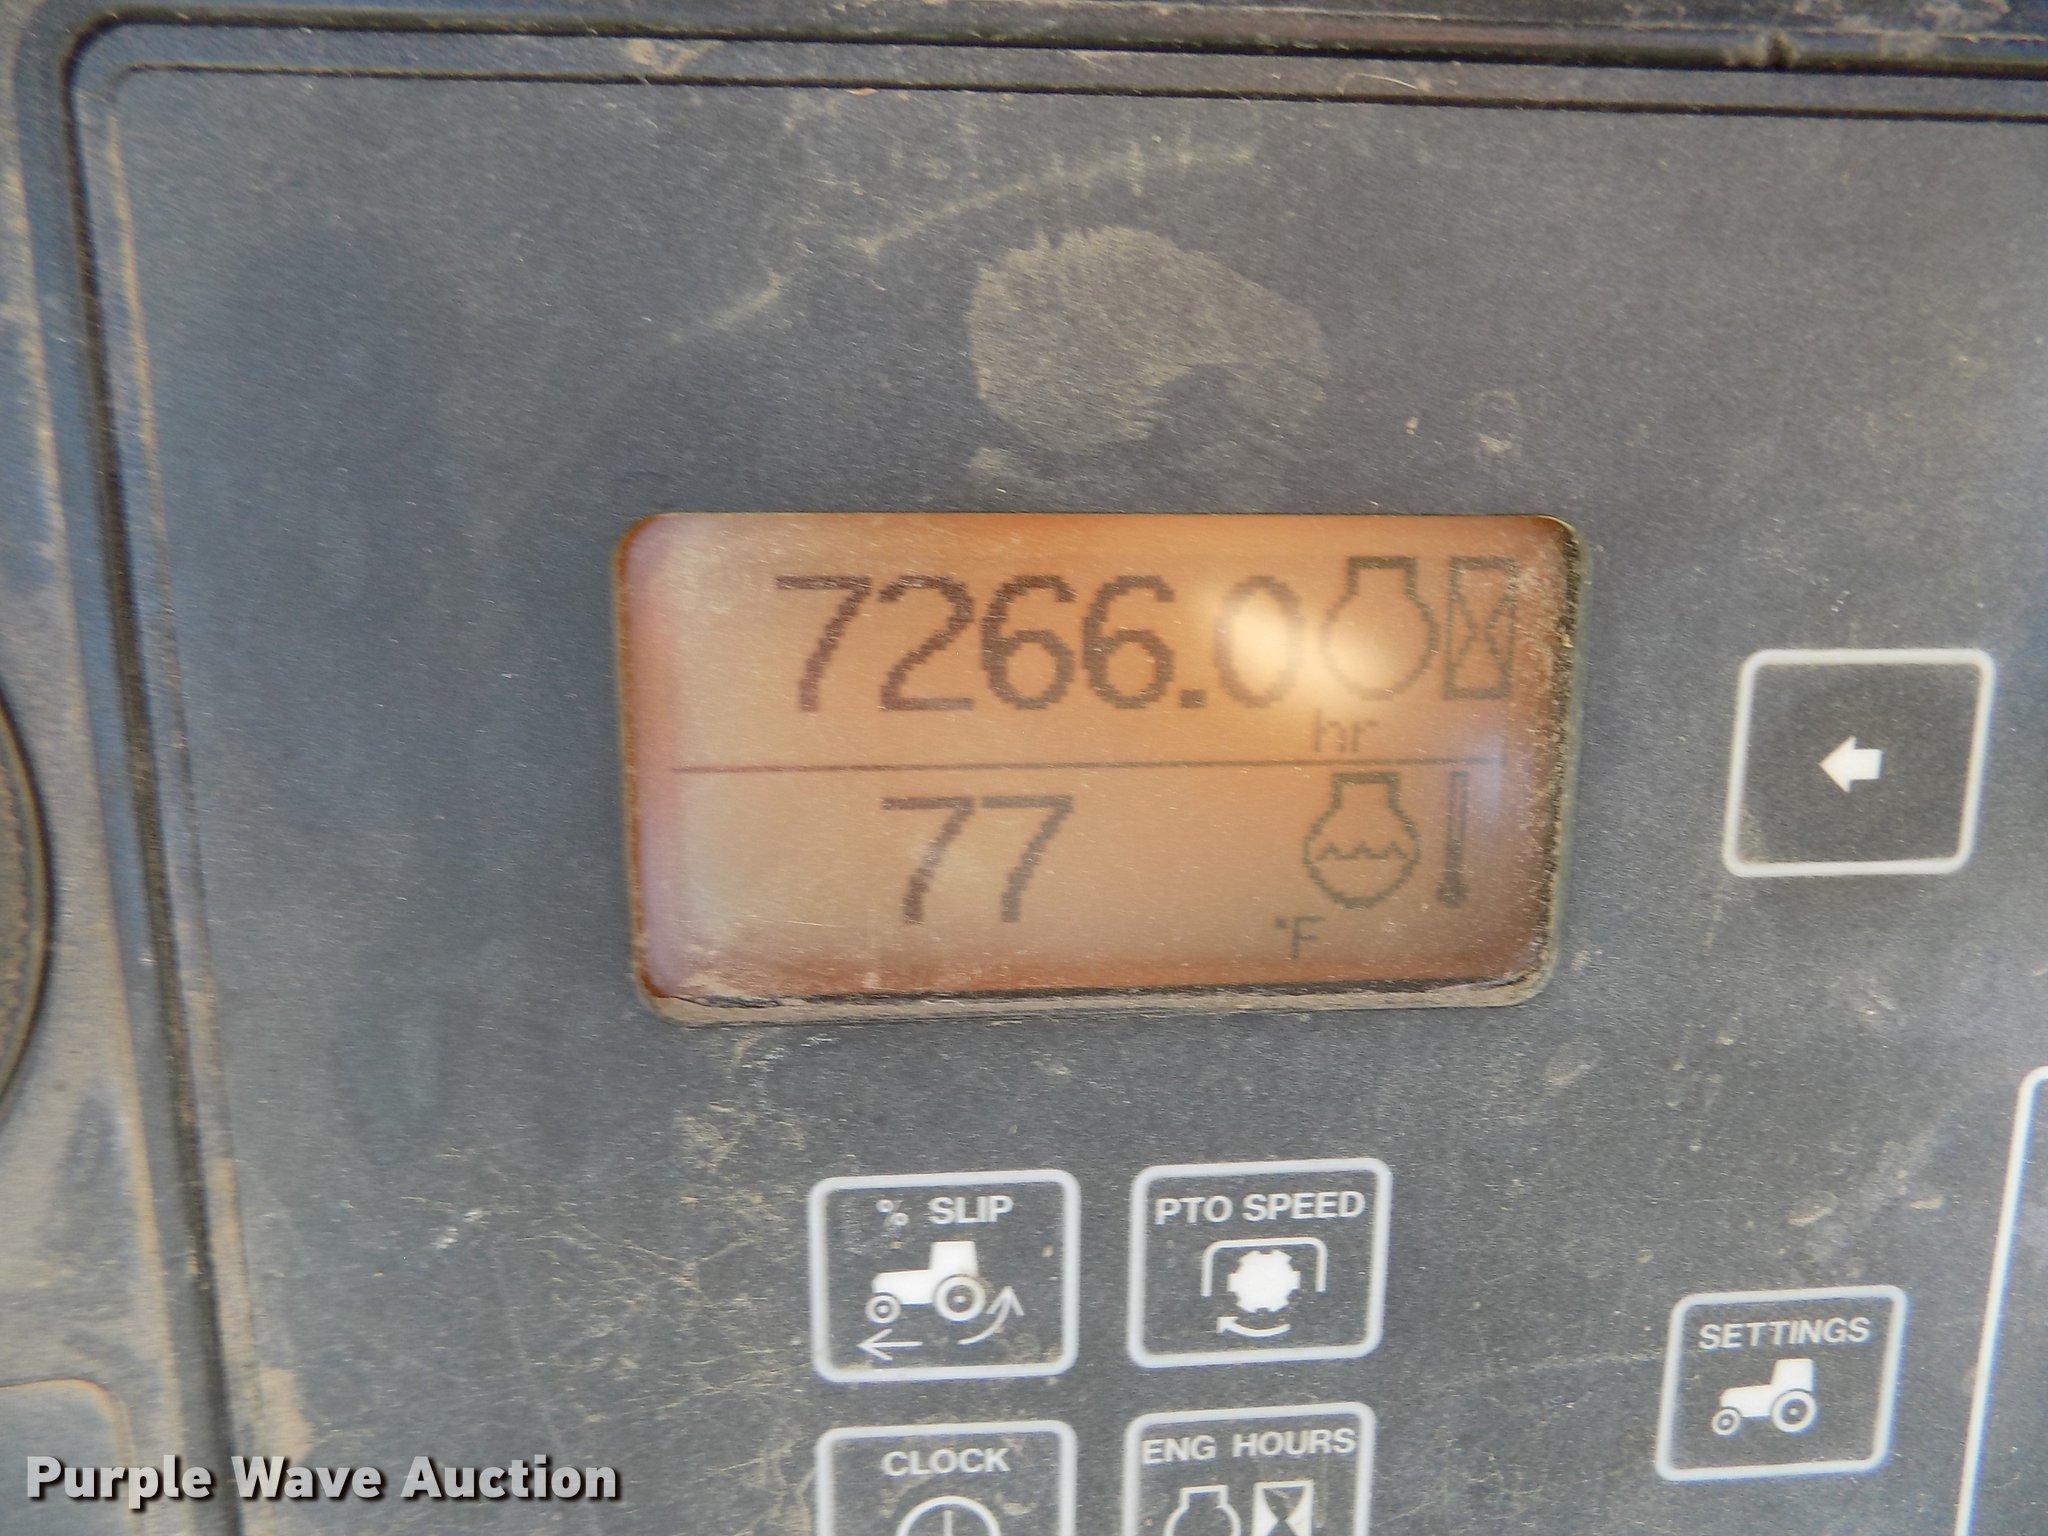 7266.0
hr
77
°F
% SLIP
PTO SPEED
SETTINGS
CLOCK
ENG HOURS
Purple Wave Auction